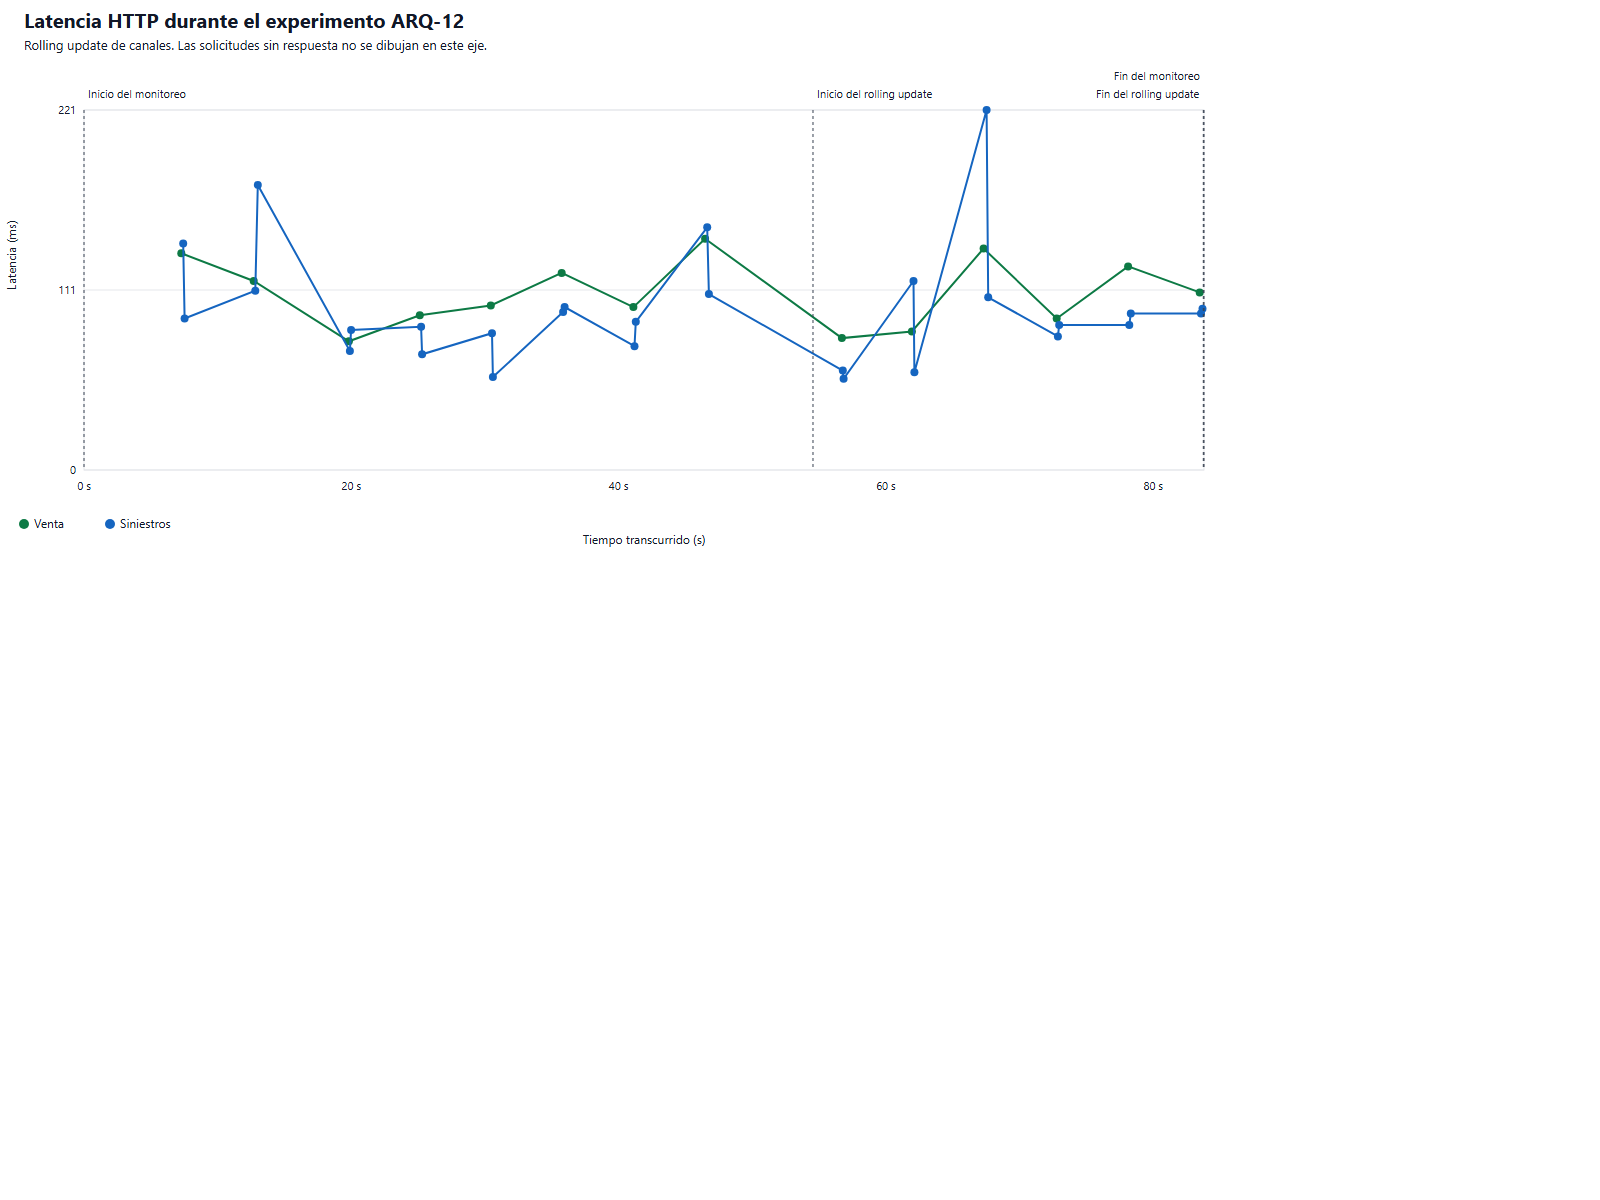 Latencia HTTP durante el experimento ARQ-12
Rolling update de canales. Las solicitudes sin respuesta no se dibujan en este eje.
Fin del monitoreo
Inicio del monitoreo
Inicio del rolling update
Fin del rolling update
221
111
0
Latencia (ms)
0 s
20 s
40 s
60 s
80 s
Venta
Siniestros
Tiempo transcurrido (s)